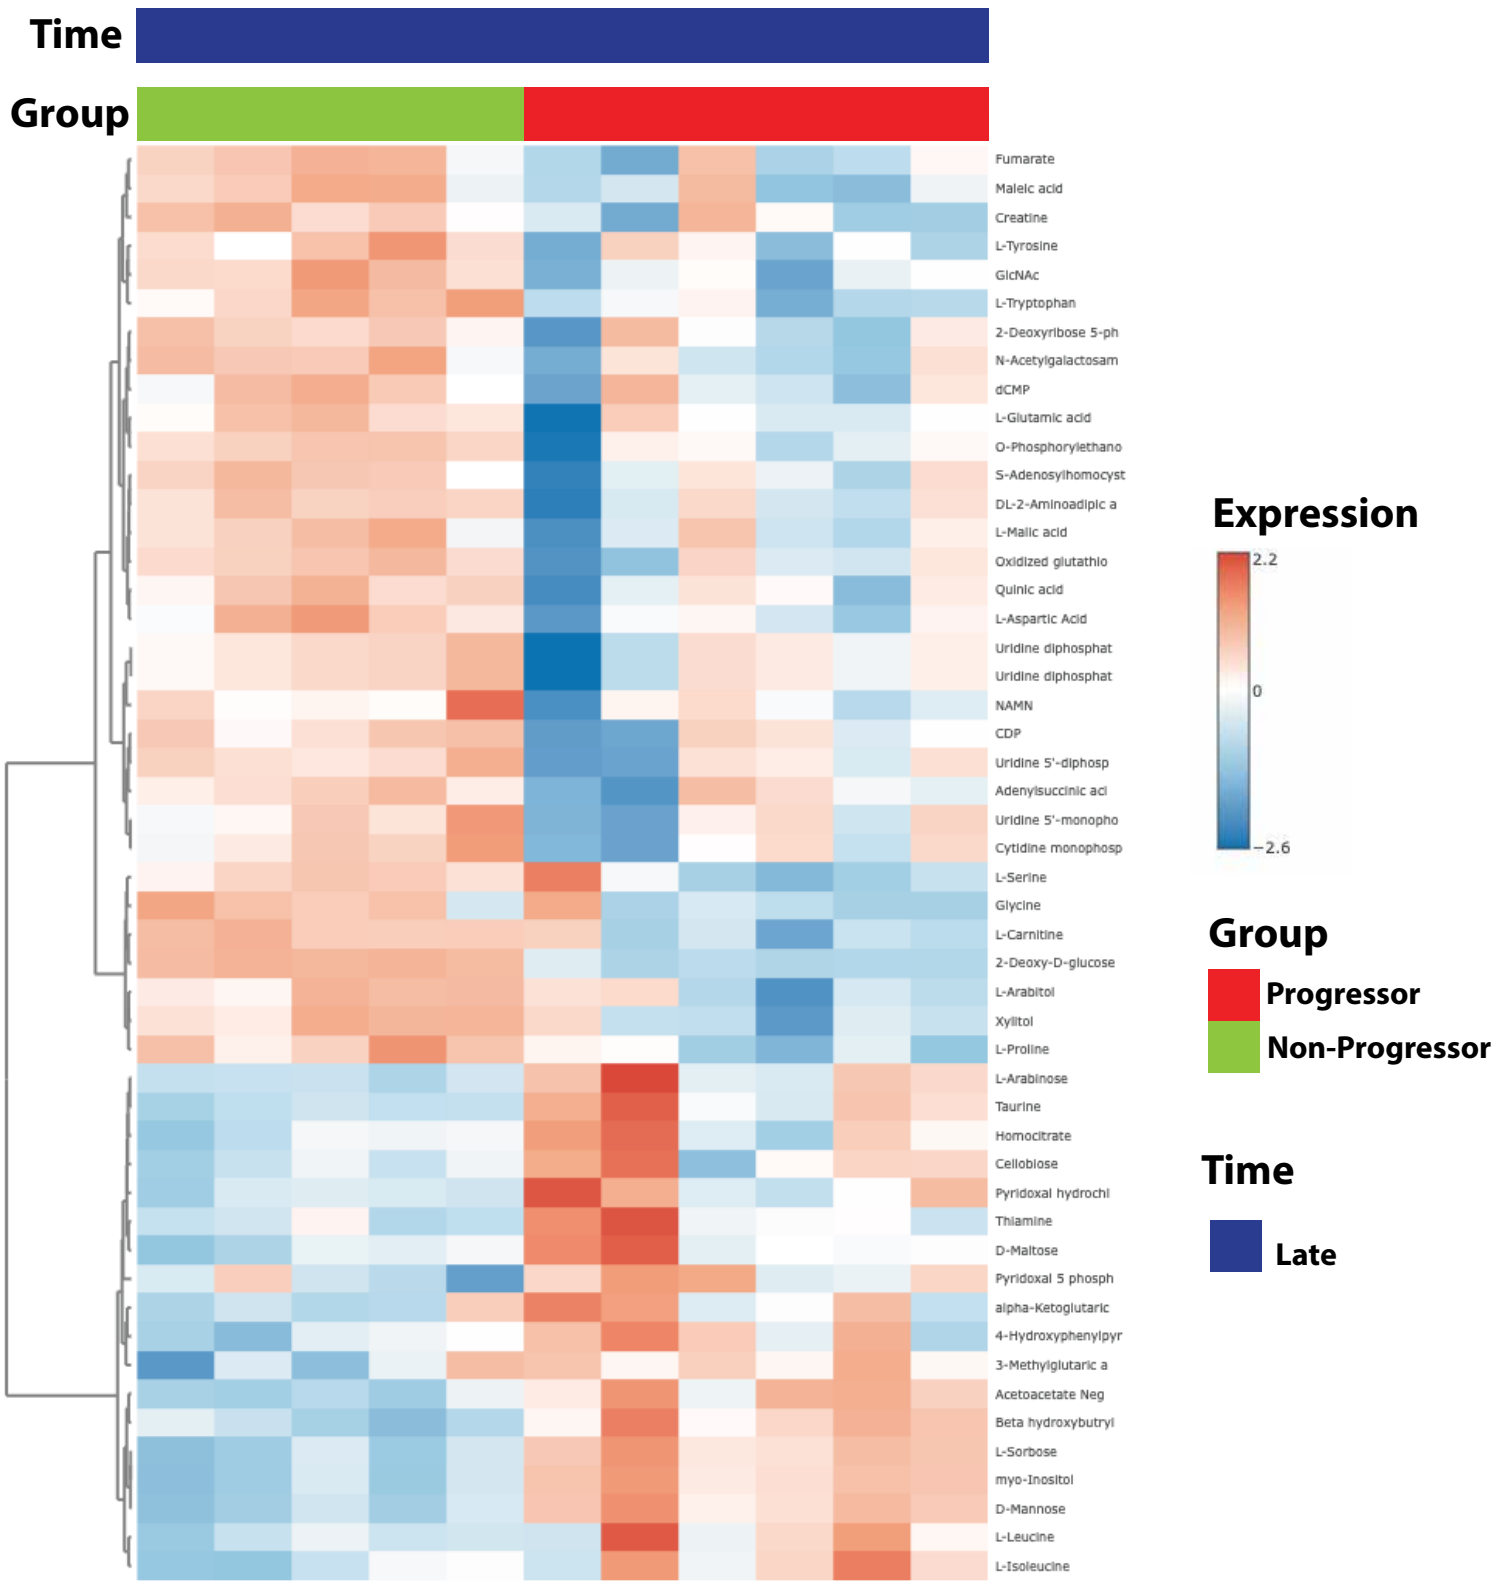 Time
Group
Fumarate
Maleic acid
Creatine
L-Tyrosine
GlcNAc
L-Tryptophan
2-Deoxyribose 5-ph
N-Acetylgalactosam
dCMP
L-Glutamic acid
O-Phosphorylethano
S-Adenosylhomocyst
DL-2-Aminoadipic a
L-Malic acid
Oxidized glutathio
Quinic acid
L-Aspartic Acid
Uridine diphosphat
Uridine diphosphat
NAMN
CDP
Uridine 5'-diphosp
Adenylsuccinic aci
Uridine 5'-monopho
Cytidine monophosp
L-Serine
Glycine
L-Carnitine
2-Deoxy-D-glucose
L-Arabitol
Xylitol
L-Proline
L-Arabinose
Taurine
Homocitrate
Cellobiose
Pyridoxal hydrochl
Thiamine
D-Maltose
Pyridoxal 5 phosph
alpha-Ketoglutaric
4-Hydroxyphenylpyr
3-Methylglutaric a
Acetoacetate Neg
Beta hydroxybutryl
L-Sorbose
myo-Inositol
D-Mannose
L-Leucine
L-Isoleucine
Expression
2.2
0
−2.6
Group
Progressor
Non-Progressor
Time
Late